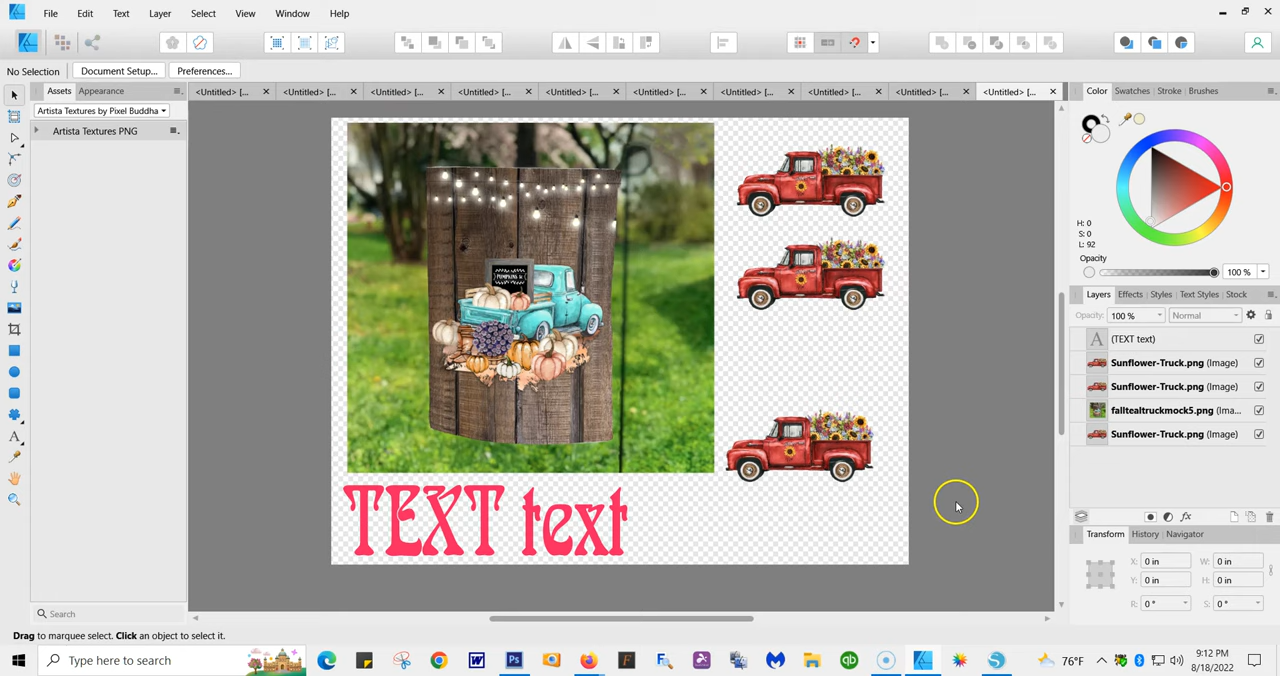 File Edit Text Layer Select View Window Help
No Selection Document Setup... Preferences...
Assets Appearance
<Untitled> [... <Untitled> [... <Untitled> [... <Untitled> [... <Untitled> [... <Untitled> [... <Untitled> [... <Untitled> [... <Untitled> [... <Untitled> [...
Color Swatches Stroke Brushes
Artista Textures by Pixel Buddha
Artista Textures PNG
H: 0
S: 0
L: 92
Opacity
100 %
Layers Effects Styles Text Styles Stock
Opacity: 100 % Normal
A (TEXT text)
Sunflower-Truck.png (Image)
Sunflower-Truck.png (Image)
falltealtruckmock5.png (Ima...
Sunflower-Truck.png (Image)
PUMPKINS &
TEXT text
fx
Transform History Navigator
X: 0 in W: 0 in
Y: 0 in H: 0 in
R: 0 ° S: 0 °
Search
Drag to marquee select. Click an object to select it.
Type here to search
76°F
9:12 PM
8/18/2022